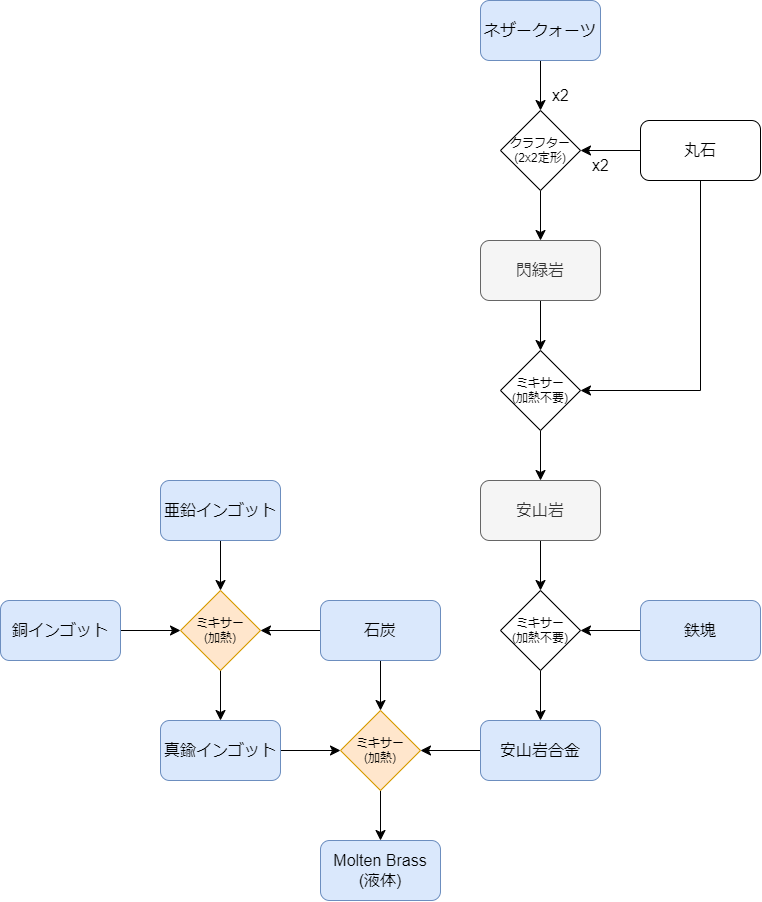 ネザークォーツ
x2
クラフター
(2x2定形)
丸石
x2
閃緑岩
ミキサー
(加熱不要)
亜鉛インゴット
安山岩
銅インゴット
ミキサー
(加熱)
石炭
ミキサー
(加熱不要)
鉄塊
真鍮インゴット
ミキサー
(加熱)
安山岩合金
Molten Brass
(液体)